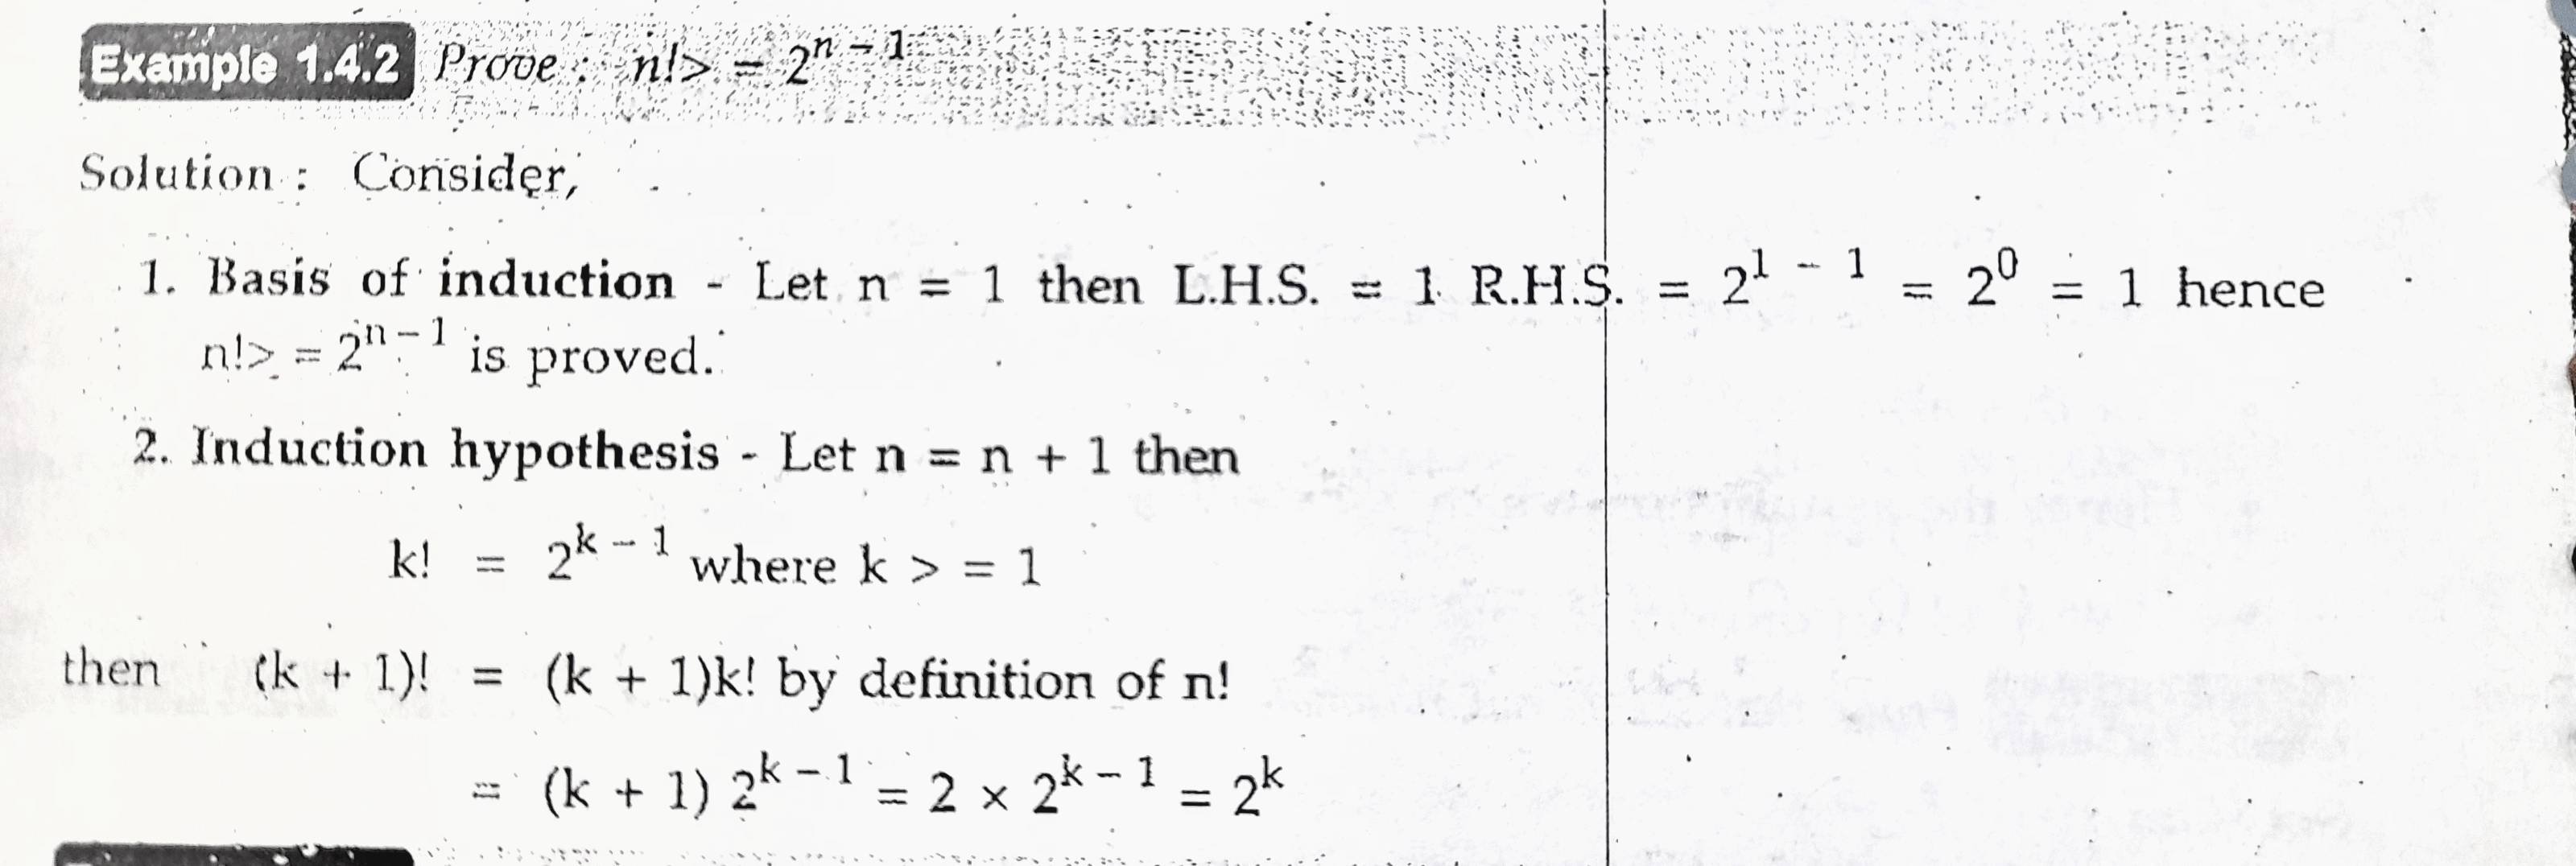 Example 1.4.2 Prove : n!> = 2^{n – 1}
Solution : Consider,
1. Basis of induction - Let n = 1 then L.H.S. = 1 R.H.S. = 2^{1 – 1} = 2^0 = 1 hence
n!> = 2^{n – 1} is proved.
2. Induction hypothesis - Let n = n + 1 then
k! = 2^{k – 1} where k > = 1
then (k + 1)! = (k + 1)k! by definition of n!
= (k + 1) 2^{k – 1} = 2 × 2^{k – 1} = 2^k